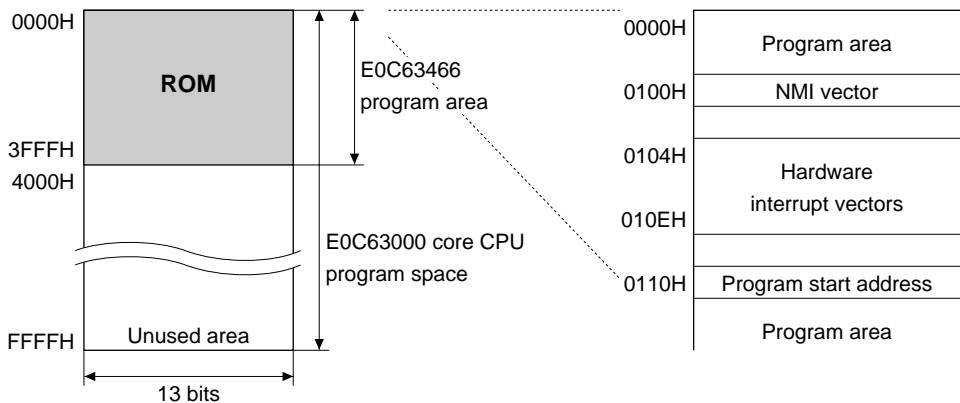 0000H
ROM
3FFFH
4000H
FFFFH
Unused area
13 bits
E0C63466
program area
E0C63000 core CPU
program space
0000H
Program area
0100H
NMI vector
0104H
Hardware
interrupt vectors
010EH
0110H
Program start address
Program area